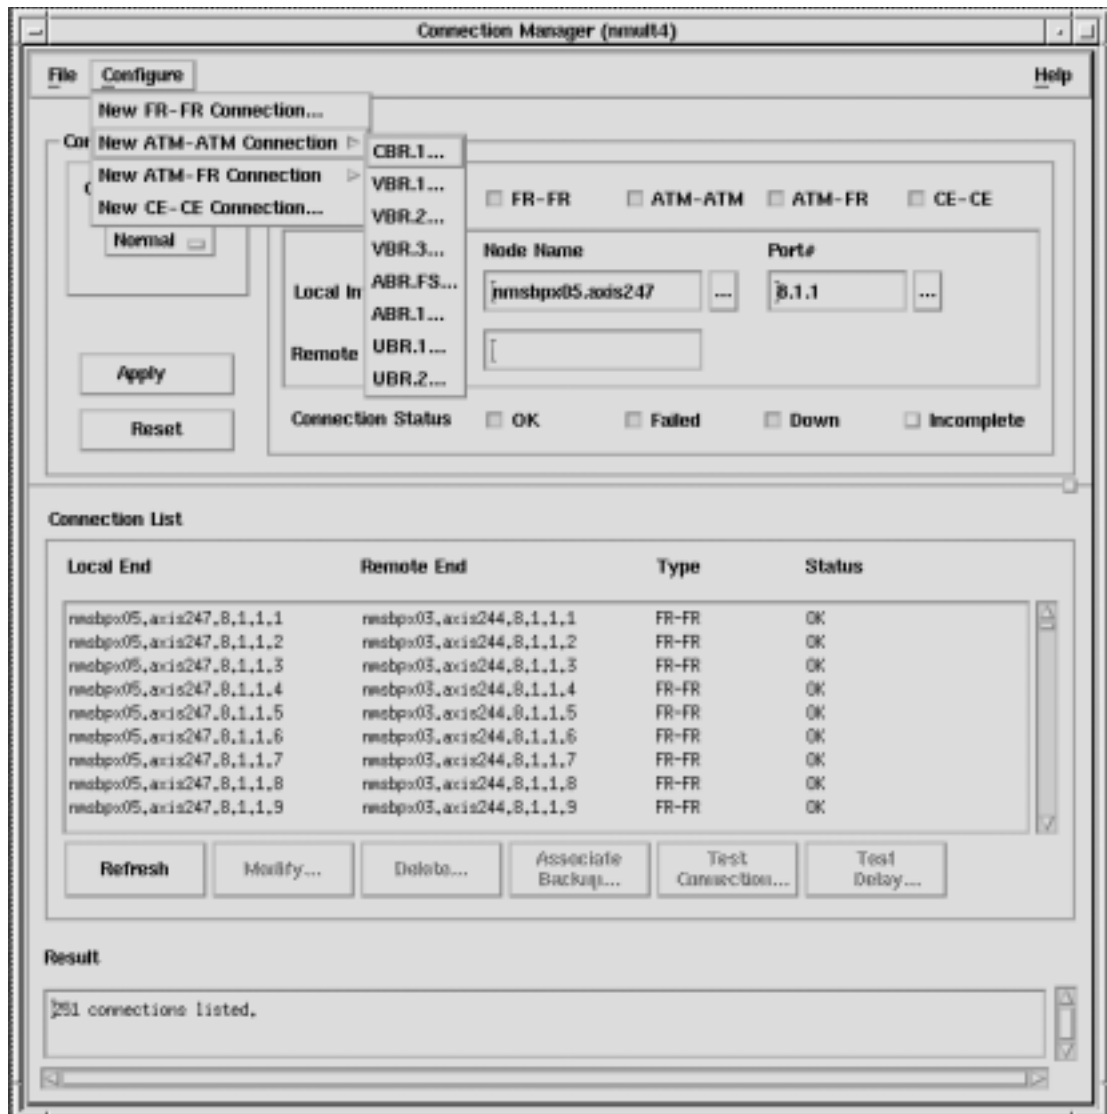 Connection Manager (nmult4)
File Configure Help
New FR-FR Connection...
New ATM-ATM Connection
New ATM-FR Connection
New CE-CE Connection...
CBR.1...
VBR.1...
VBR.2...
VBR.3...
ABR.FS...
ABR.1...
UBR.1...
UBR.2...
FR-FR ATM-ATM ATM-FR CE-CE
Normal
Node Name Port#
Local In nmsbpx05.axis247 ... 8.1.1 ...
Remote
Apply
Reset
Connection Status OK Failed Down Incomplete
Connection List
Local End Remote End Type Status
nmsbpx05.axis247.8.1.1.1 nmsbpx03.axis244.8.1.1.1 FR-FR OK
nmsbpx05.axis247.8.1.1.2 nmsbpx03.axis244.8.1.1.2 FR-FR OK
nmsbpx05.axis247.8.1.1.3 nmsbpx03.axis244.8.1.1.3 FR-FR OK
nmsbpx05.axis247.8.1.1.4 nmsbpx03.axis244.8.1.1.4 FR-FR OK
nmsbpx05.axis247.8.1.1.5 nmsbpx03.axis244.8.1.1.5 FR-FR OK
nmsbpx05.axis247.8.1.1.6 nmsbpx03.axis244.8.1.1.6 FR-FR OK
nmsbpx05.axis247.8.1.1.7 nmsbpx03.axis244.8.1.1.7 FR-FR OK
nmsbpx05.axis247.8.1.1.8 nmsbpx03.axis244.8.1.1.8 FR-FR OK
nmsbpx05.axis247.8.1.1.9 nmsbpx03.axis244.8.1.1.9 FR-FR OK
Refresh Modify... Delete... Associate Backup... Test Connection... Test Delay...
Result
251 connections listed.